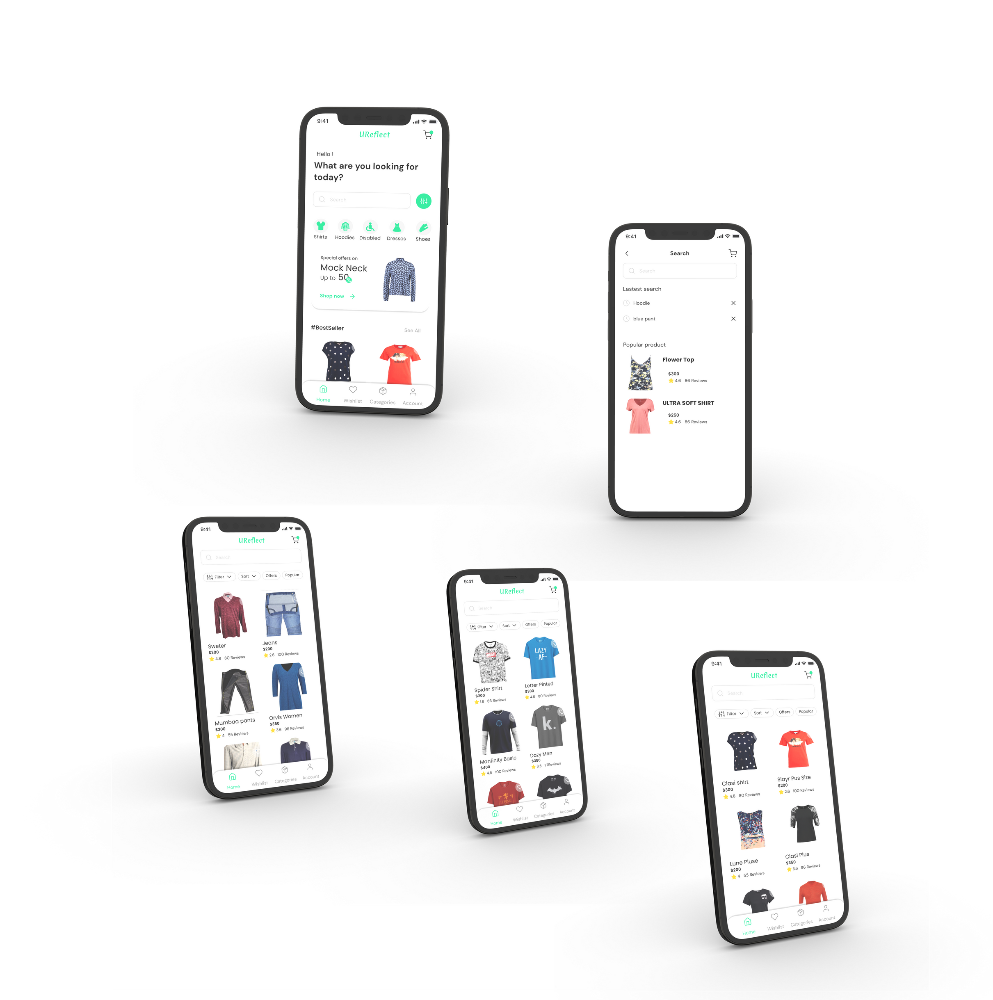 9:41
UReflect
Hello !
What are you looking for
today?
Search
Shirts Hoodies Disabled Dresses Shoes
Special offers on
Mock Neck
Up to 50%
Shop now
#BestSeller See All
Home Wishlist Categories Account
9:41
Search
Search
Lastest search
Hoodie
blue pant
Popular product
Flower Top
$300
4.6 86 Reviews
ULTRA SOFT SHIRT
$250
4.6 86 Reviews
9:41
UReflect
Search
Filter Sort Offers Popular
Sweter Jeans
$300 $200
4.8 80 Reviews 2.6 100 Reviews
Mumbaa pants Orvis Women
$200 $350
4 55 Reviews 3.6 96 Reviews
Home Wishlist Categories Account
9:41
UReflect
Search
Filter Sort Offers Popular
MARVEL
LAZY
-AF-
Spider Shirt Letter Pinted
$200 $300
1.6 86 Reviews 4.6 80 Reviews
k.
Manfinity Basic Dazy Men
$400 $350
4.6 100 Reviews 3.5 77Reviews
Home Wishlist Categories Account
9:41
UReflect
Search
Filter Sort Offers Popular
Clasi shirt Slayr Pus Size
$300 $200
4.8 80 Reviews 2.6 100 Reviews
Lune Pluse Clasi Plus
$200 $350
4 55 Reviews 3.6 96 Reviews
Home Wishlist Categories Account